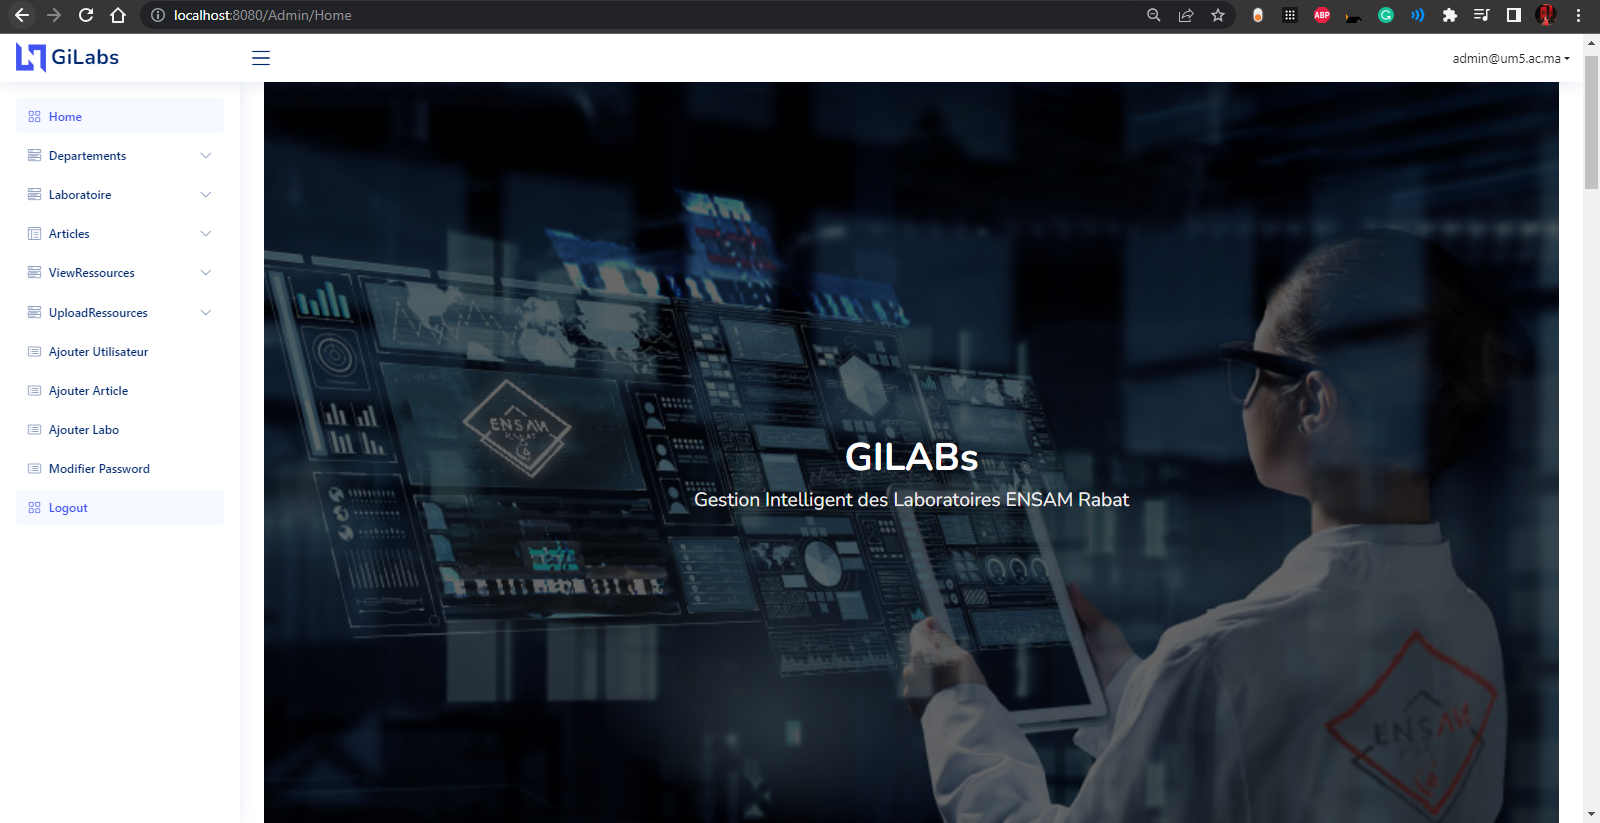 localhost:8080/Admin/Home
ABP
GiLabs
admin@um5.ac.ma
Home
Departements
Laboratoire
Articles
ViewRessources
UploadRessources
Ajouter Utilisateur
Ajouter Article
Ajouter Labo
Modifier Password
Logout
ENSAM
RABAT
GILABs
Gestion Intelligent des Laboratoires ENSAM Rabat
ENSAM